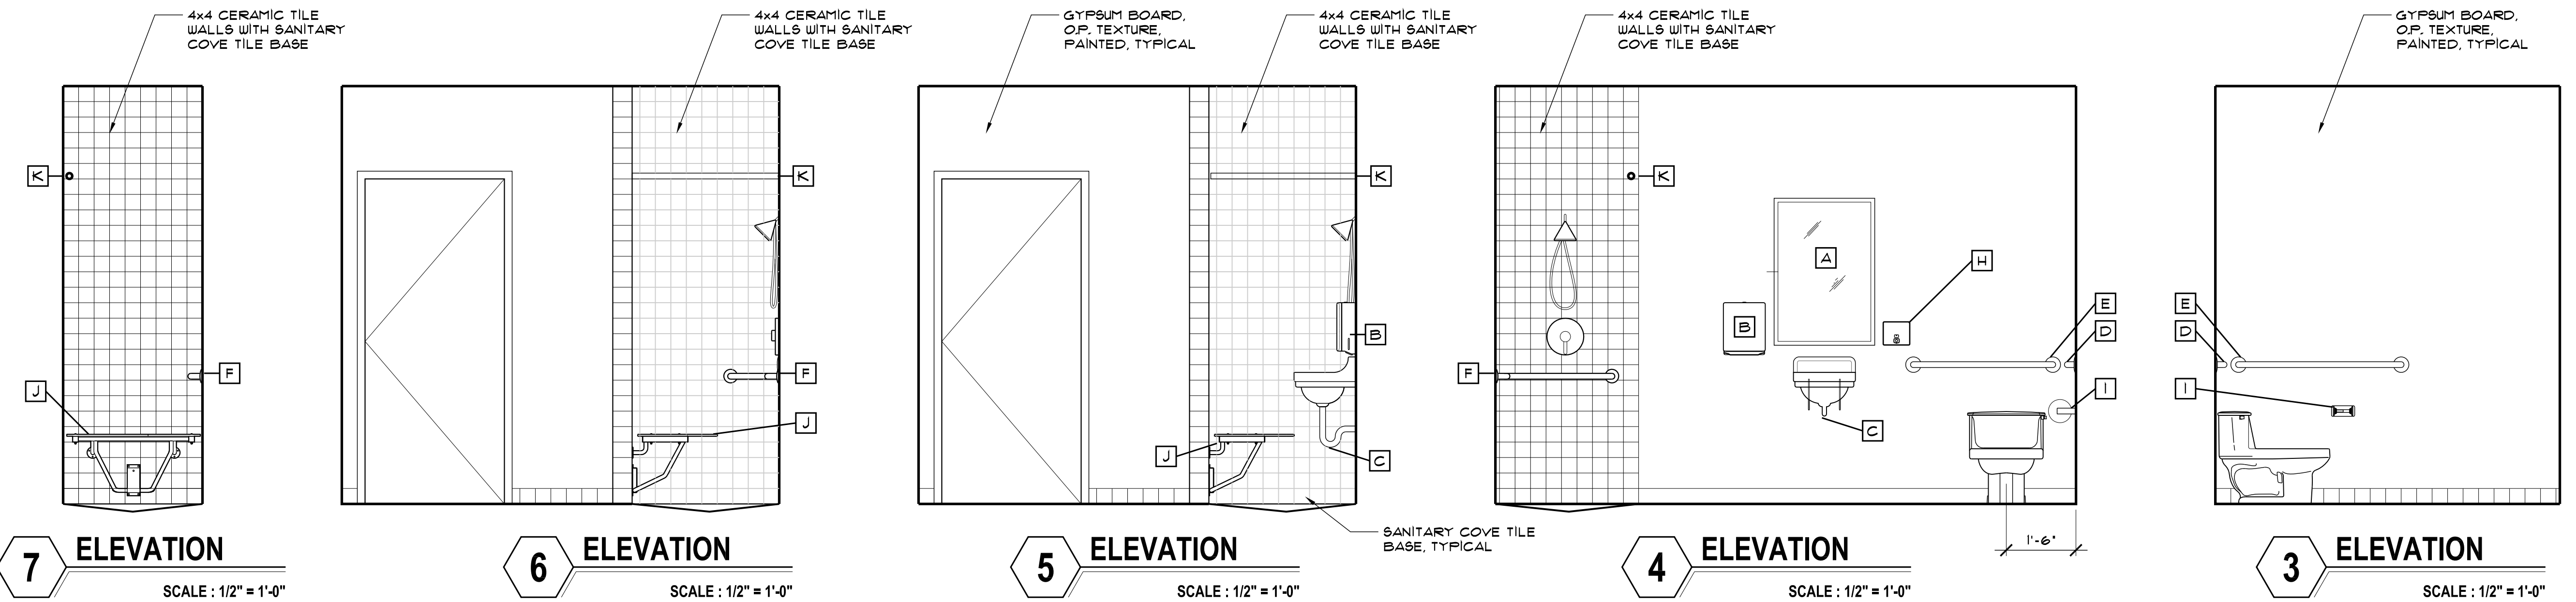 4x4 CERAMIC TILE
WALLS WITH SANITARY
COVE TILE BASE
K
F
J
7
ELEVATION
SCALE : 1/2" = 1'-0"
4x4 CERAMIC TILE
WALLS WITH SANITARY
COVE TILE BASE
K
F
J
6
ELEVATION
SCALE : 1/2" = 1'-0"
GYPSUM BOARD,
O.P. TEXTURE,
PAINTED, TYPICAL
4x4 CERAMIC TILE
WALLS WITH SANITARY
COVE TILE BASE
K
B
J
C
SANITARY COVE TILE
BASE, TYPICAL
5
ELEVATION
SCALE : 1/2" = 1'-0"
4x4 CERAMIC TILE
WALLS WITH SANITARY
COVE TILE BASE
K
A
H
B
E
D
F
I
C
1'-6"
4
ELEVATION
SCALE : 1/2" = 1'-0"
GYPSUM BOARD,
O.P. TEXTURE,
PAINTED, TYPICAL
E
D
I
3
ELEVATION
SCALE : 1/2" = 1'-0"